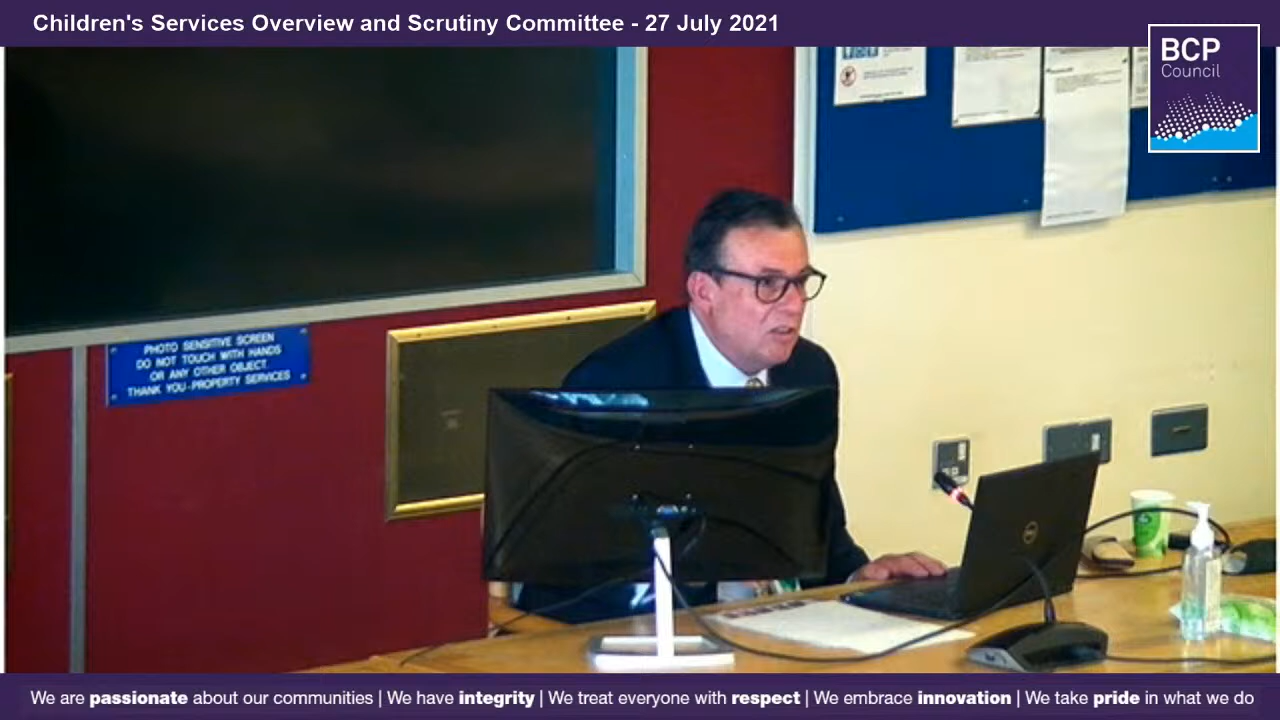 Children's Services Overview and Scrutiny Committee - 27 July 2021
BCP
Council
PHOTO SENSITIVE SCREEN
DO NOT TOUCH WITH HANDS
OR ANY OTHER OBJECT.
THANK YOU-PROPERTY SERVICES
DELL
We are passionate about our communities | We have integrity | We treat everyone with respect | We embrace innovation | We take pride in what we do